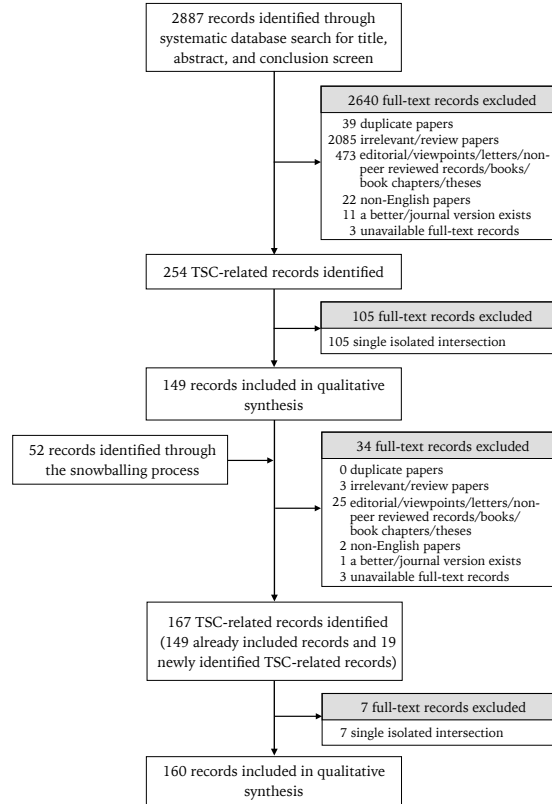 2887 records identified through
systematic database search for title,
abstract, and conclusion screen
2640 full-text records excluded
39 duplicate papers
2085 irrelevant/review papers
473 editorial/viewpoints/letters/non-
peer reviewed records/books/
book chapters/theses
22 non-English papers
11 a better/journal version exists
3 unavailable full-text records
254 TSC-related records identified
105 full-text records excluded
105 single isolated intersection
149 records included in qualitative
synthesis
52 records identified through
the snowballing process
34 full-text records excluded
0 duplicate papers
3 irrelevant/review papers
25 editorial/viewpoints/letters/non-
peer reviewed records/books/
book chapters/theses
2 non-English papers
1 a better/journal version exists
3 unavailable full-text records
167 TSC-related records identified
(149 already included records and 19
newly identified TSC-related records)
7 full-text records excluded
7 single isolated intersection
160 records included in qualitative
synthesis